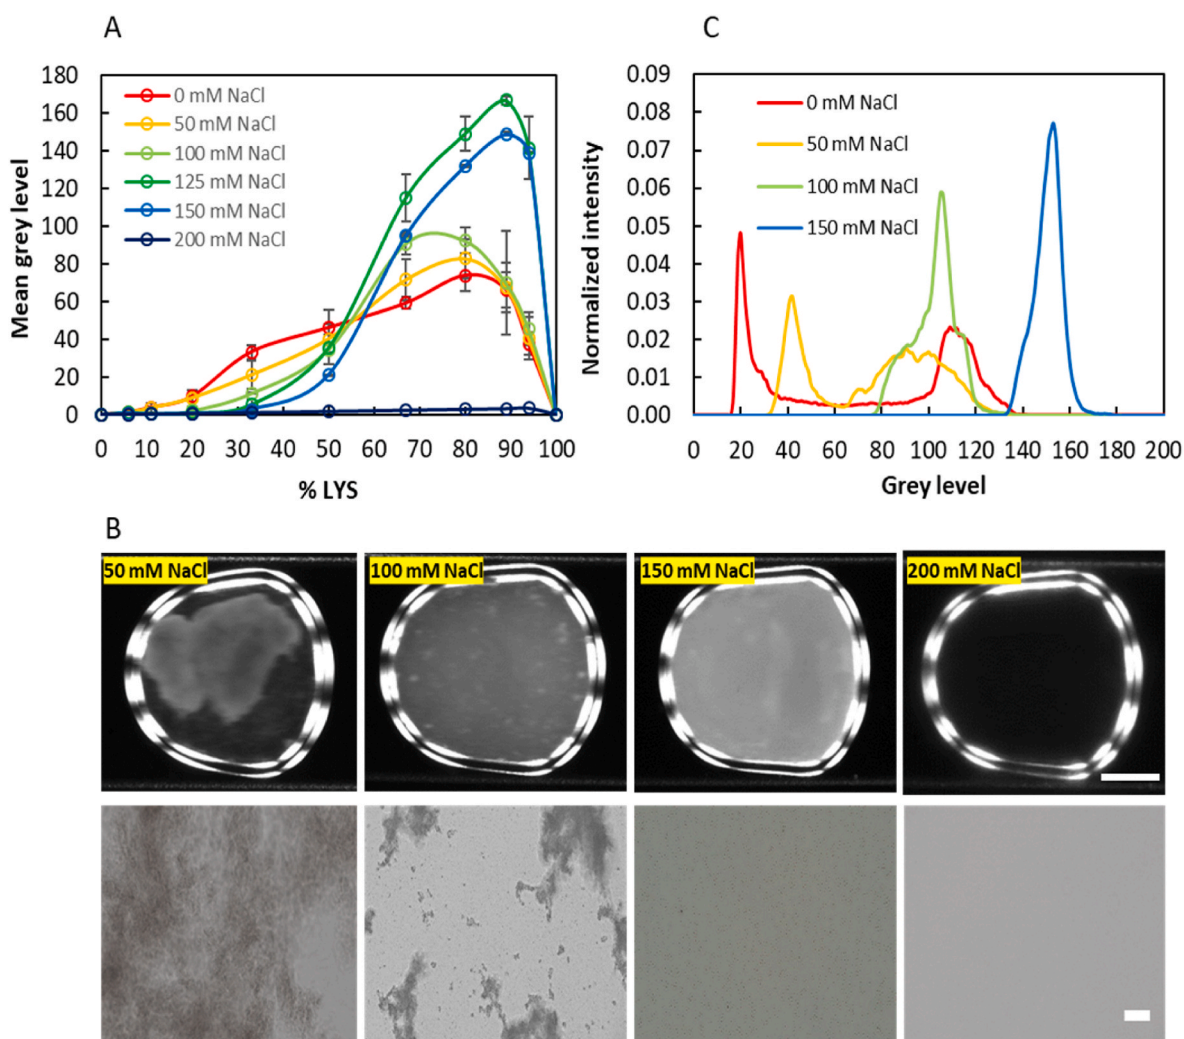 A
180
160
140
120
100
80
60
40
20
0
Mean grey level
0 mM NaCl
50 mM NaCl
100 mM NaCl
125 mM NaCl
150 mM NaCl
200 mM NaCl
0 10 20 30 40 50 60 70 80 90 100
% LYS
C
0.09
0.08
0.07
0.06
0.05
0.04
0.03
0.02
0.01
0.00
Normalized intensity
0 mM NaCl
50 mM NaCl
100 mM NaCl
150 mM NaCl
0 20 40 60 80 100 120 140 160 180 200
Grey level
B
50 mM NaCl
100 mM NaCl
150 mM NaCl
200 mM NaCl